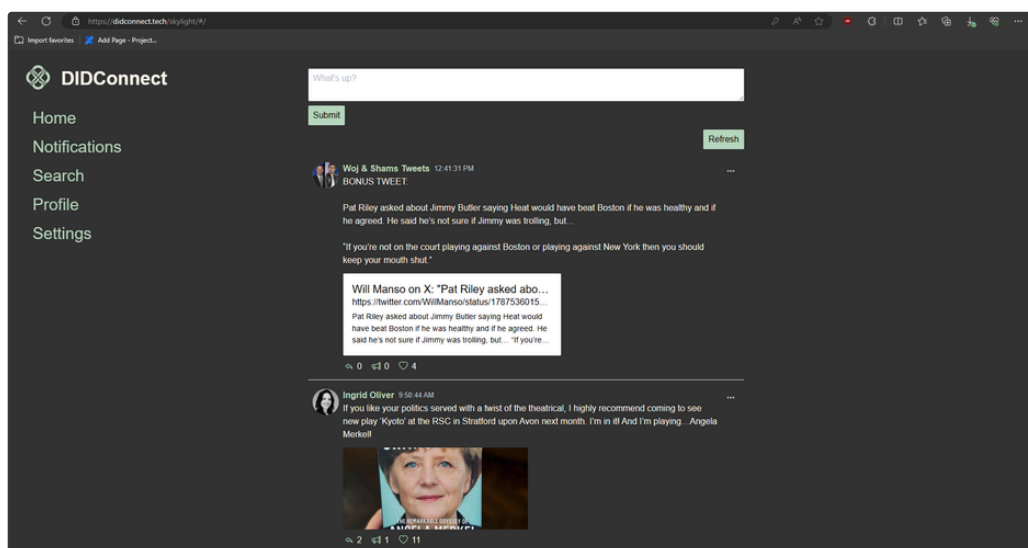 https://didconnect.tech/skylight/#/
Import favorites
Add Page - Project...
DIDConnect
Home
Notifications
Search
Profile
Settings
What's up?
Submit
Refresh
Woj & Shams Tweets 12:41:31 PM
...
BONUS TWEET:
Pat Riley asked about Jimmy Butler saying Heat would have beat Boston if he was healthy and if
he agreed. He said he's not sure if Jimmy was trolling, but...
"If you're not on the court playing against Boston or playing against New York then you should
keep your mouth shut."
Will Manso on X: "Pat Riley asked abo...
https://twitter.com/WillManso/status/1787536015...
Pat Riley asked about Jimmy Butler saying Heat would
have beat Boston if he was healthy and if he agreed. He
said he's not sure if Jimmy was trolling, but... "If you're...
0 0 4
Ingrid Oliver 9:50:44 AM
...
If you like your politics served with a twist of the theatrical, I highly recommend coming to see
new play 'Kyoto' at the RSC in Stratford upon Avon next month. I'm in it! And I'm playing...Angela
Merkel!
THE REMARKABLE ODYSSEY OF
ANGELA MERKEL
2 1 11